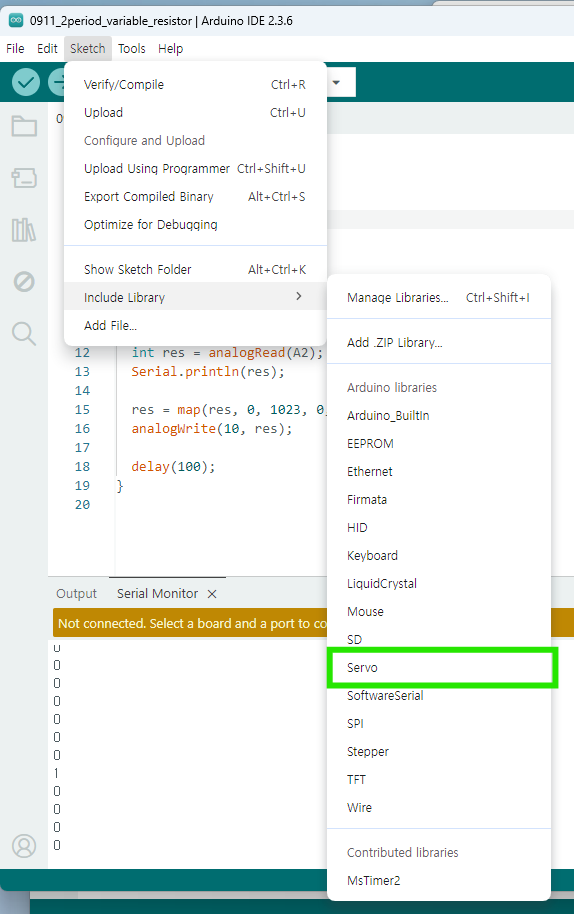 0911_2period_variable_resistor | Arduino IDE 2.3.6
File Edit Sketch Tools Help
Verify/Compile Ctrl+R
Upload Ctrl+U
Configure and Upload
Upload Using Programmer Ctrl+Shift+U
Export Compiled Binary Alt+Ctrl+S
Optimize for Debugging
Show Sketch Folder Alt+Ctrl+K
Include Library
Add File...
Manage Libraries... Ctrl+Shift+I
Add .ZIP Library...
Arduino libraries
Arduino_BuiltIn
EEPROM
Ethernet
Firmata
HID
Keyboard
LiquidCrystal
Mouse
SD
Servo
SoftwareSerial
SPI
Stepper
TFT
Wire
Contributed libraries
MsTimer2
12 int res = analogRead(A2);
13 Serial.println(res);
14
15 res = map(res, 0, 1023, 0,
16 analogWrite(10, res);
17
18 delay(100);
19 }
20
Output Serial Monitor
Not connected. Select a board and a port to
0
0
0
0
0
0
0
1
0
0
0
0